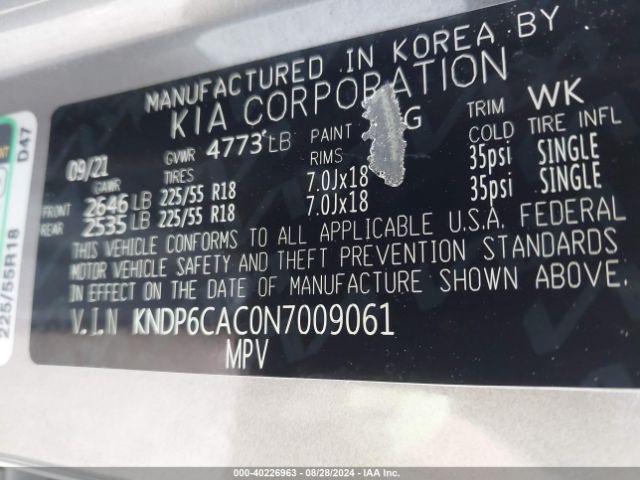 MANUFACTURED IN KOREA BY
KIA CORPORATION
09/21 GVWR 4773 LB PAINT G TRIM WK
GAWR TIRES RIMS COLD TIRE INFL
FRONT 2646 LB 225/55 R18 7.0Jx18 35psi SINGLE
REAR 2535 LB 225/55 R18 7.0Jx18 35psi SINGLE
THIS VEHICLE CONFORMS TO ALL APPLICABLE U.S.A. FEDERAL
MOTOR VEHICLE SAFETY AND THEFT PREVENTION STANDARDS
IN EFFECT ON THE DATE OF MANUFACTURE SHOWN ABOVE.
V.I.N KNDP6CAC0N7009061
MPV
D47
225/55R18
000-40226963 - 08/28/2024 - IAA Inc.